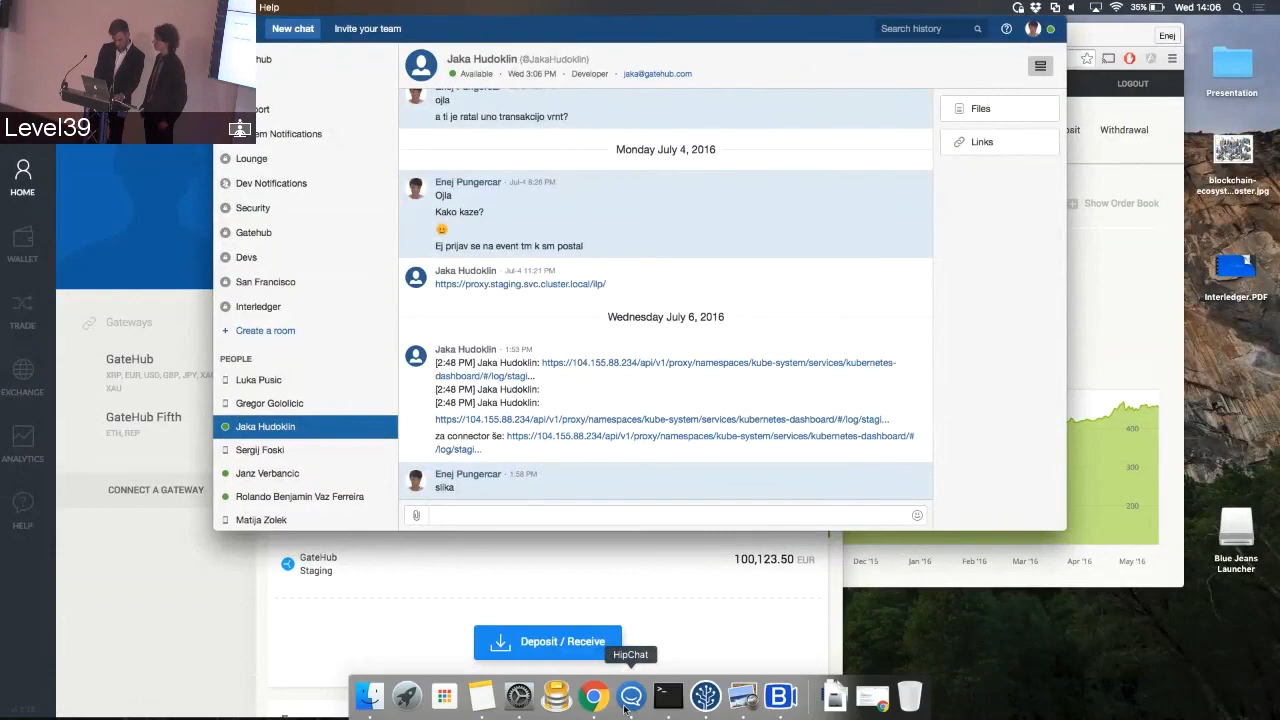 Help
35%
Wed 14:06
New chat
Invite your team
Search history
Enej
Level39
Jaka Hudoklin (@JakaHudoklin)
Available · Wed 3:06 PM · Developer · jaka@gatehub.com
LOGOUT
Withdrawal
Show Order Book
Presentation
blockchain-
ecosyst...oster.jpg
Interledger.PDF
Blue Jeans
Launcher
HOME
WALLET
TRADE
EXCHANGE
ANALYTICS
HELP
Gateways
GateHub
XRP, EUR, USD, GBP, JPY,
XAU
GateHub Fifth
ETH, REP
CONNECT A GATEWAY
Lounge
Dev Notifications
Security
Gatehub
Devs
San Francisco
Interledger
+ Create a room
PEOPLE
Luka Pusic
Gregor Gololicic
Jaka Hudoklin
Sergij Foski
Janz Verbancic
Rolando Benjamin Vaz Ferreira
Matija Zolek
Enej Pungercar
ojla
a ti je ratal uno transakcijo vrnt?
Monday July 4, 2016
Enej Pungercar · Jul-4 8:26 PM
Ojla
Kako kaze?
Ej prijav se na event tm k sm postal
Jaka Hudoklin · Jul-4 11:21 PM
https://proxy.staging.svc.cluster.local/ilp/
Wednesday July 6, 2016
Jaka Hudoklin · 1:53 PM
[2:48 PM] Jaka Hudoklin: https://104.155.88.234/api/v1/proxy/namespaces/kube-system/services/kubernetes-
dashboard/#/log/stagi...
[2:48 PM] Jaka Hudoklin:
[2:48 PM] Jaka Hudoklin:
https://104.155.88.234/api/v1/proxy/namespaces/kube-system/services/kubernetes-dashboard/#/log/stagi...
za connector še: https://104.155.88.234/api/v1/proxy/namespaces/kube-system/services/kubernetes-dashboard/#
/log/stagi...
Enej Pungercar · 1:58 PM
slika
Files
Links
400
300
200
Dec '15
Jan '16
Feb '16
Mar '16
Apr '16
May '16
GateHub
Staging
100,123.50 EUR
Deposit / Receive
HipChat